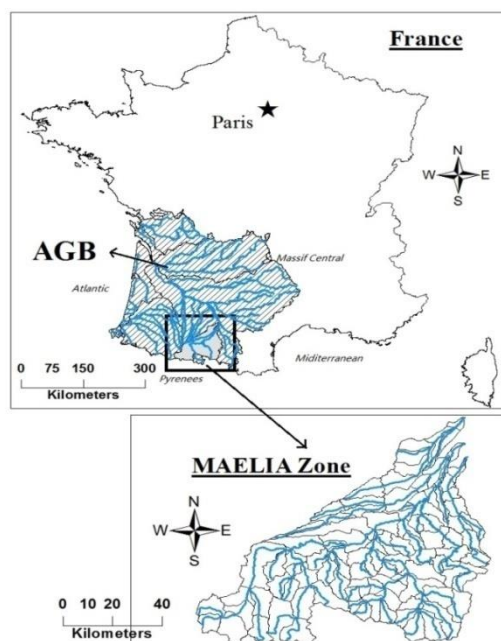 France
Paris
N
W E
S
AGB
Massif Central
Atlantic
Miditerranean
0 75 150 300
Kilometers
Pyrenees
MAELIA Zone
N
W E
S
0 10 20 40
Kilometers